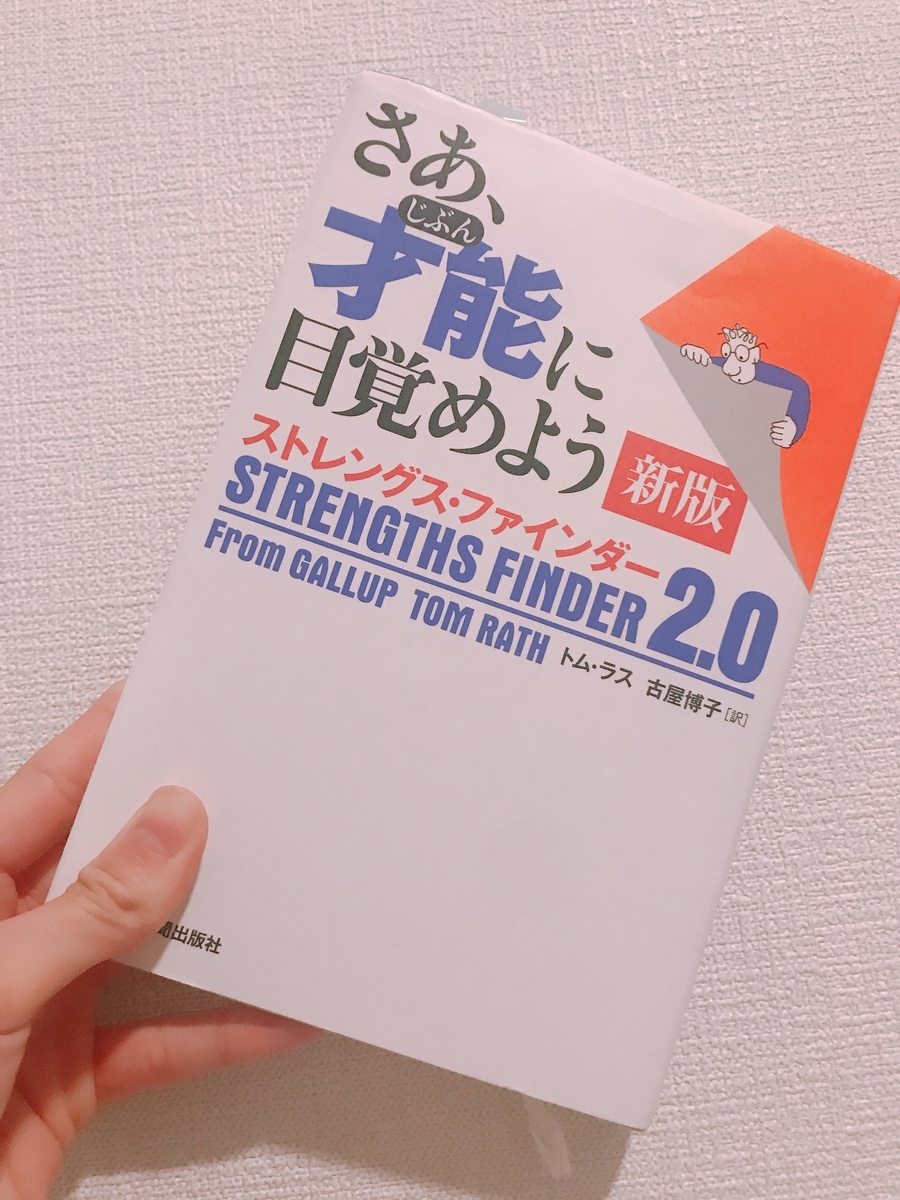 さあ、
じぶん
才能に
目覚めよう
新版
ストレングス・ファインダー
STRENGTHS FINDER 2.0
From GALLUP TOM RATH
トム・ラス 古屋博子[訳]
聞出版社